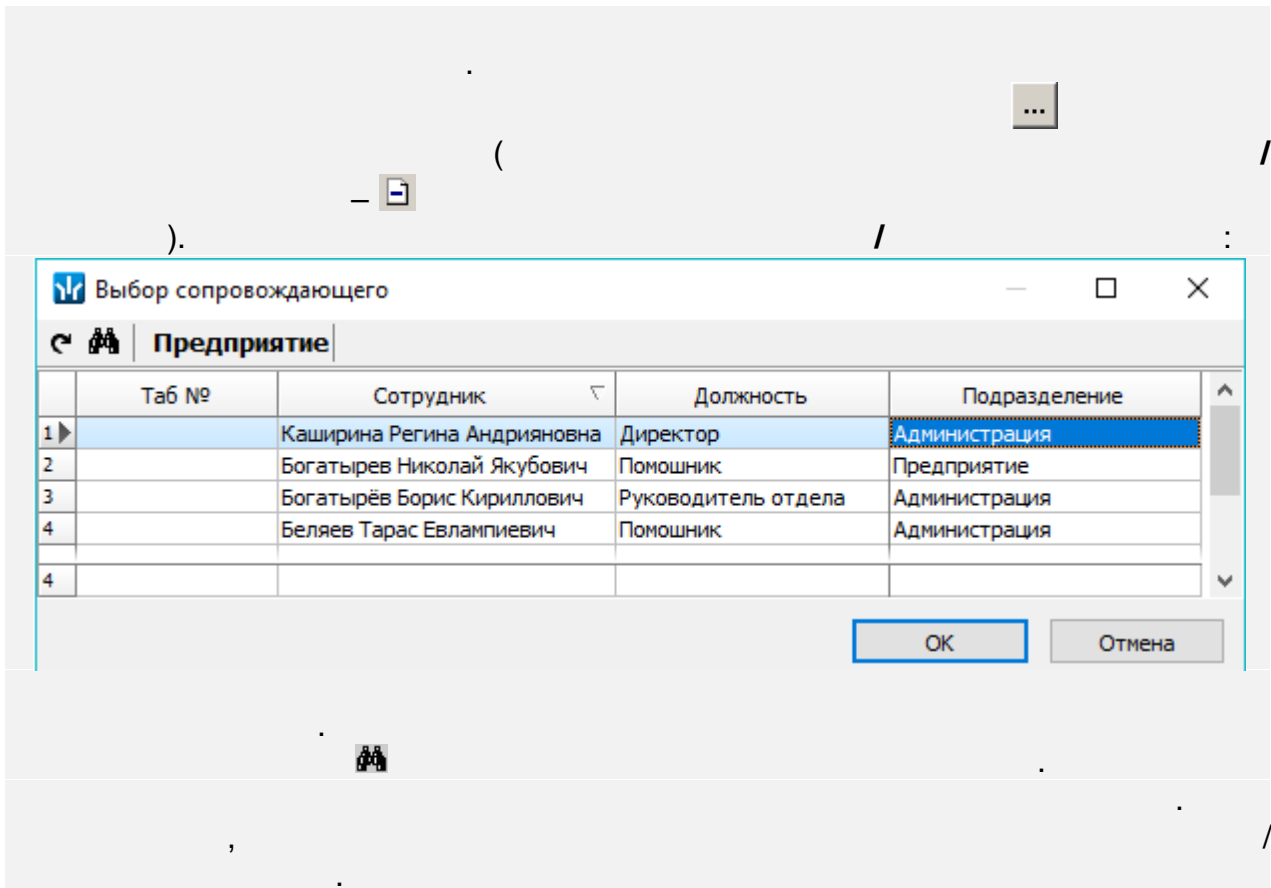 .
...
( /
–
). / :
Выбор сопровождающего
Предприятие
Таб № Сотрудник Должность Подразделение
1 Каширина Регина Андрияновна Директор Администрация
2 Богатырев Николай Якубович Помошник Предприятие
3 Богатырёв Борис Кириллович Руководитель отдела Администрация
4 Беляев Тарас Евлампиевич Помошник Администрация
4
ОК Отмена
.
.
.
, /
.